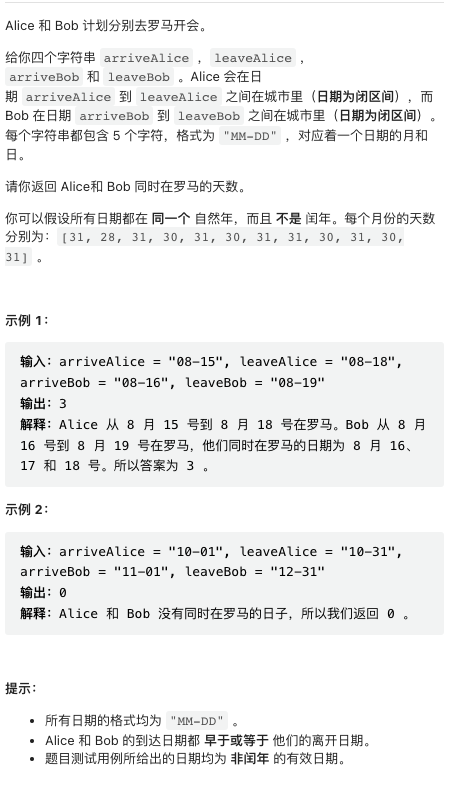 Alice 和 Bob 计划分别去罗马开会。
给你四个字符串 arriveAlice ，leaveAlice ，
arriveBob 和 leaveBob 。Alice 会在日
期 arriveAlice 到 leaveAlice 之间在城市里（日期为闭区间），而
Bob 在日期 arriveBob 到 leaveBob 之间在城市里（日期为闭区间）。
每个字符串都包含 5 个字符，格式为 "MM-DD" ，对应着一个日期的月和
日。
请你返回 Alice和 Bob 同时在罗马的天数。
你可以假设所有日期都在 同一个 自然年，而且 不是 闰年。每个月份的天数
分别为：[31, 28, 31, 30, 31, 30, 31, 31, 30, 31, 30,
31] 。
示例 1：
输入：arriveAlice = "08-15", leaveAlice = "08-18",
arriveBob = "08-16", leaveBob = "08-19"
输出：3
解释：Alice 从 8 月 15 号到 8 月 18 号在罗马。Bob 从 8 月
16 号到 8 月 19 号在罗马，他们同时在罗马的日期为 8 月 16、
17 和 18 号。所以答案为 3 。
示例 2：
输入：arriveAlice = "10-01", leaveAlice = "10-31",
arriveBob = "11-01", leaveBob = "12-31"
输出：0
解释：Alice 和 Bob 没有同时在罗马的日子，所以我们返回 0 。
提示：
• 所有日期的格式均为 "MM-DD" 。
• Alice 和 Bob 的到达日期都 早于或等于 他们的离开日期。
• 题目测试用例所给出的日期均为 非闰年 的有效日期。